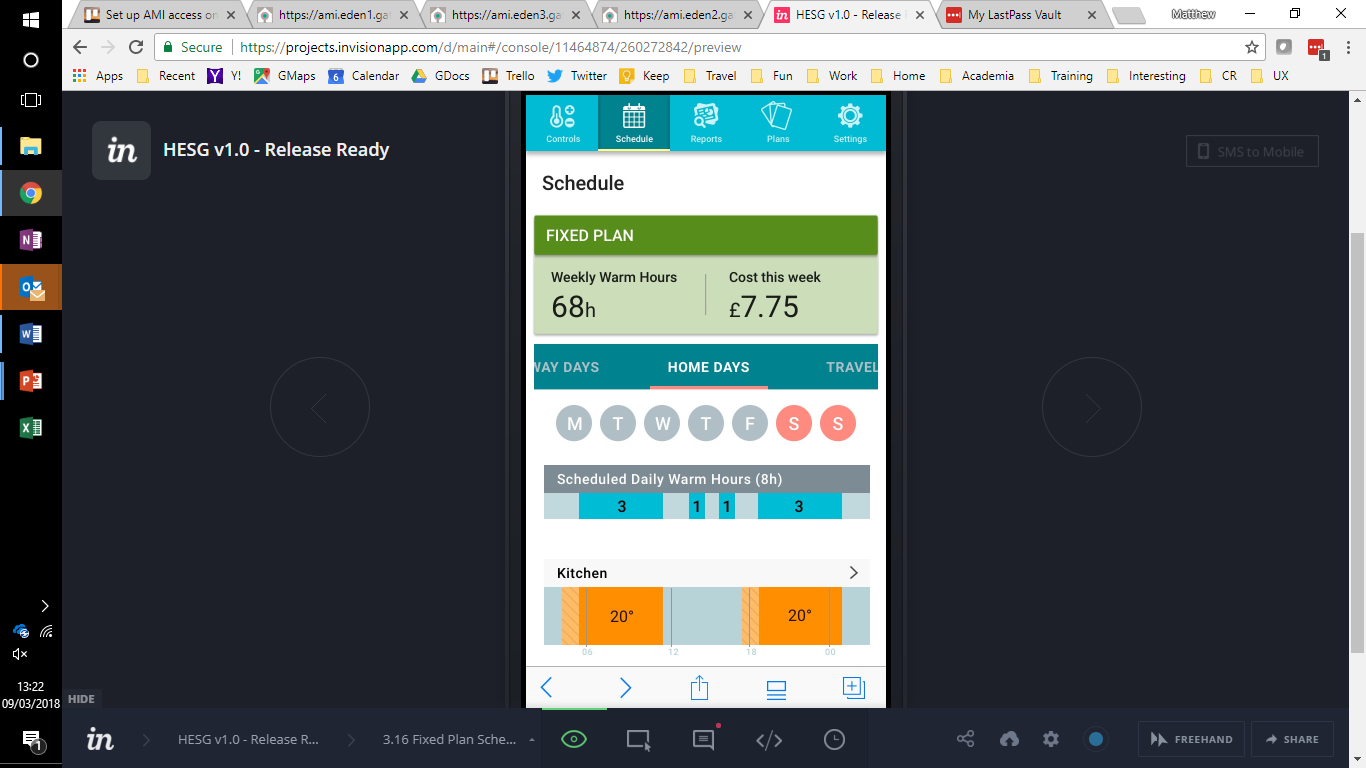 Set up AMI access on
https://ami.eden1.ga
https://ami.eden3.ga
https://ami.eden2.ga
HESG v1.0 - Release
My LastPass Vault
Matthew
Secure
https://projects.invisionapp.com/d/main#/console/11464874/260272842/preview
1
Apps
Recent
Y!
GMaps
6
Calendar
GDocs
Trello
Twitter
Keep
Travel
Fun
Work
Home
Academia
Training
Interesting
CR
UX
in
HESG v1.0 - Release Ready
SMS to Mobile
Controls
Schedule
Reports
Plans
Settings
Schedule
FIXED PLAN
Weekly Warm Hours
Cost this week
68h
£7.75
WAY DAYS
HOME DAYS
TRAVEL
M T W T F S S
Scheduled Daily Warm Hours (8h)
3 1 1 3
Kitchen
20°
20°
06 12 18 00
13:22
09/03/2018
1
HIDE
in
HESG v1.0 - Release R...
3.16 Fixed Plan Sche...
FREEHAND
SHARE